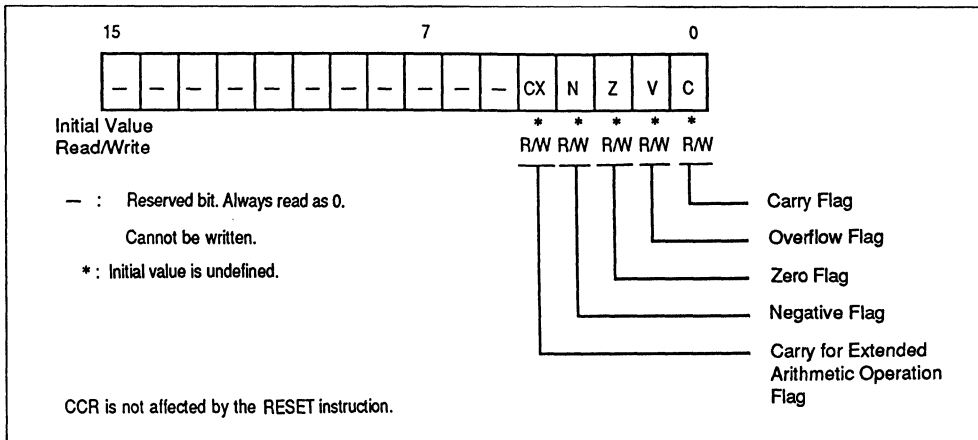 15 7 0
— — — — — — — — — — — CX N Z V C
Initial Value * * * * *
Read/Write R/W R/W R/W R/W R/W
— : Reserved bit. Always read as 0.
Cannot be written.
* : Initial value is undefined.
Carry Flag
Overflow Flag
Zero Flag
Negative Flag
Carry for Extended
Arithmetic Operation
Flag
CCR is not affected by the RESET instruction.